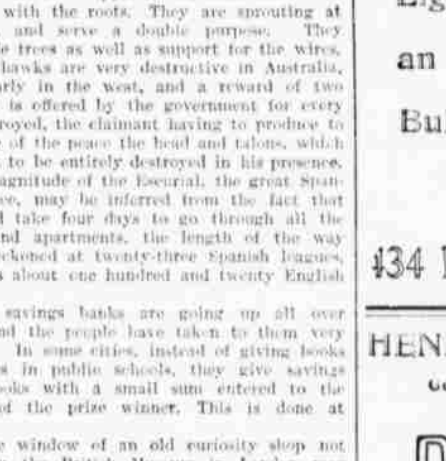 with the roots. They are sprouting at
and serve a double purpose. They
e trees as well as support for the wires.
hawks are very destructive in Australia,
arly in the west, and a reward of two
is offered by the government for every
royed, the claimant having to produce to
e of the peace the head and talons, which
to be entirely destroyed in his presence.
agnitude of the Escurial, the great Span-
ce, may be inferred from the fact that
d take four days to go through all the
and apartments, the length of the way
eckoned at twenty-three Spanish leagues,
s about one hundred and twenty English
savings banks are going up all over
nd the people have taken to them very
In some cities, instead of giving books
s in public schools, they give savings
ooks with a small sum entered to the
of the prize winner. This is done at
e window of an old curiosity shop not
an
Bu
434
HEN